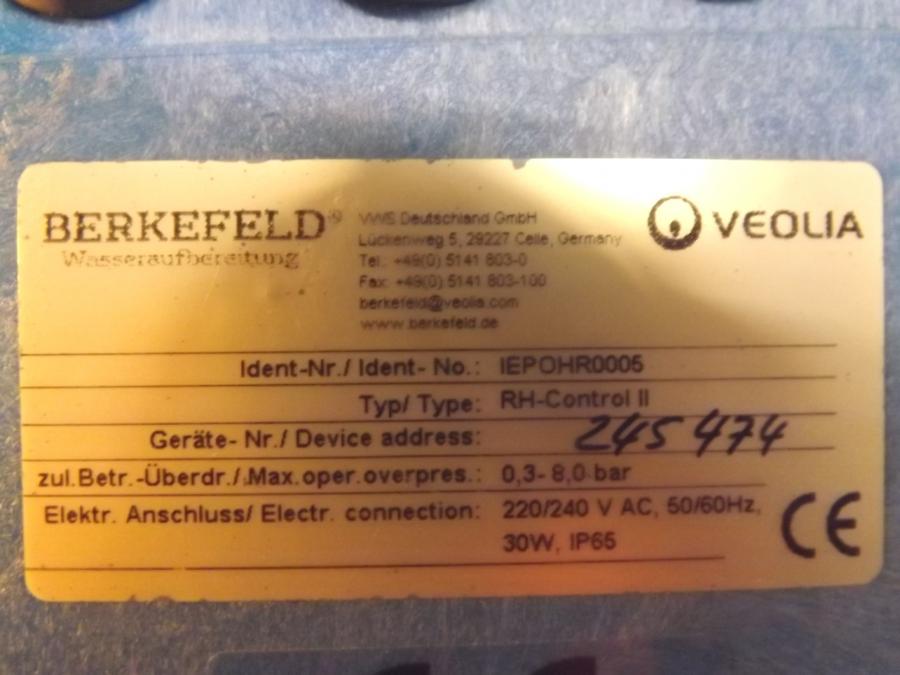 BERKEFELD®
Wasseraufbereitung
VWS Deutschland GmbH
Lückenweg 5, 29227 Celle, Germany
Tel.: +49(0) 5141 803-0
Fax: +49(0) 5141 803-100
berkefeld@veolia.com
www.berkefeld.de
VEOLIA
Ident-Nr./ Ident- No.: IEPOHR0005
Typ/ Type: RH-Control II
Geräte- Nr./ Device address: 245 474
zul.Betr.-Überdr./.Max.oper.overpres.: 0,3- 8,0 bar
Elektr. Anschluss/ Electr. connection: 220/240 V AC, 50/60Hz,
30W, IP65
CE